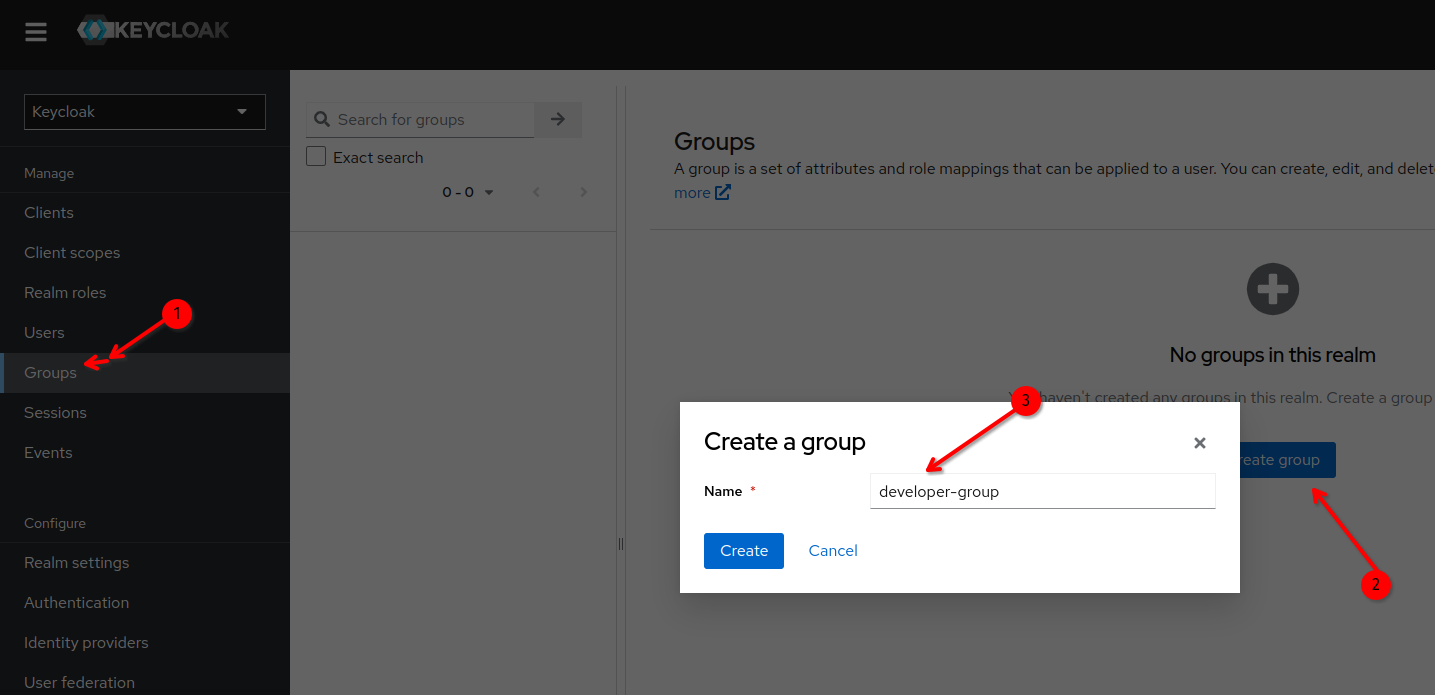 KEYCLOAK
Keycloak
Manage
Clients
Client scopes
Realm roles
Users
1
Groups
Sessions
Events
Configure
Realm settings
Authentication
Identity providers
User federation
Search for groups
Exact search
0 - 0
Groups
A group is a set of attributes and role mappings that can be applied to a user. You can create, edit, and delet
more
No groups in this realm
haven't created any groups in this realm. Create a group
3
Create a group
Name *
developer-group
Create Cancel
reate group
2